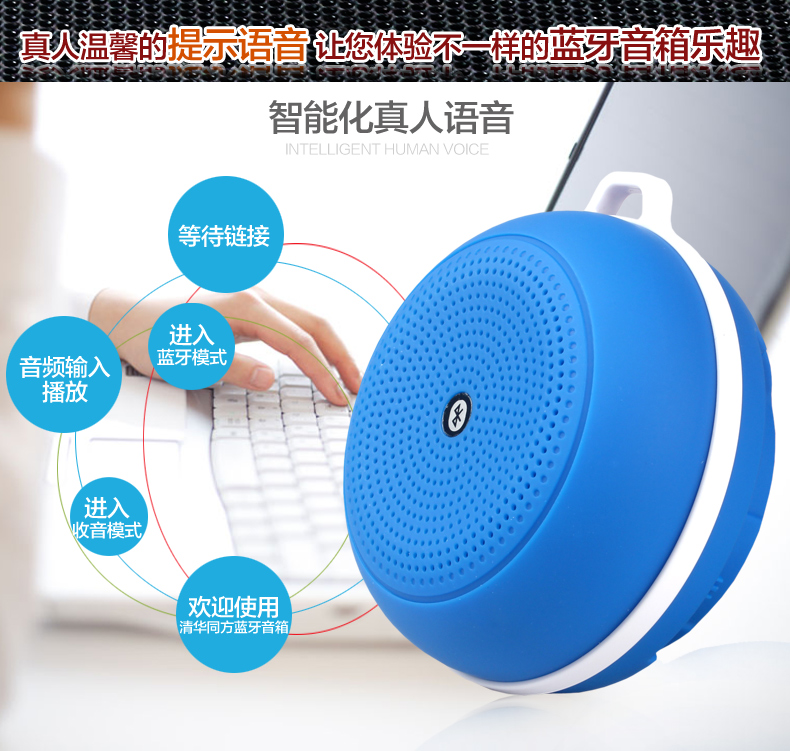 真人温馨的提示语音 让您体验不一样的蓝牙音箱乐趣
智能化真人语音
INTELLIGENT HUMAN VOICE
等待链接
进入
蓝牙模式
音频输入
播放
进入
收音模式
欢迎使用
清华同方蓝牙音箱